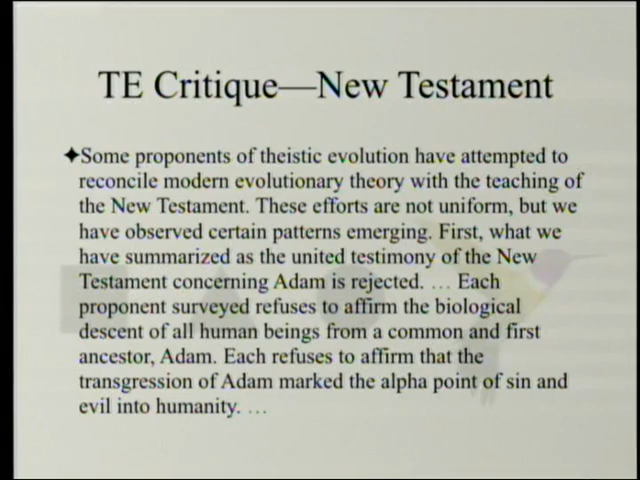 TE Critique—New Testament
✦Some proponents of theistic evolution have attempted to
reconcile modern evolutionary theory with the teaching of
the New Testament. These efforts are not uniform, but we
have observed certain patterns emerging. First, what we
have summarized as the united testimony of the New
Testament concerning Adam is rejected. … Each
proponent surveyed refuses to affirm the biological
descent of all human beings from a common and first
ancestor, Adam. Each refuses to affirm that the
transgression of Adam marked the alpha point of sin and
evil into humanity. …